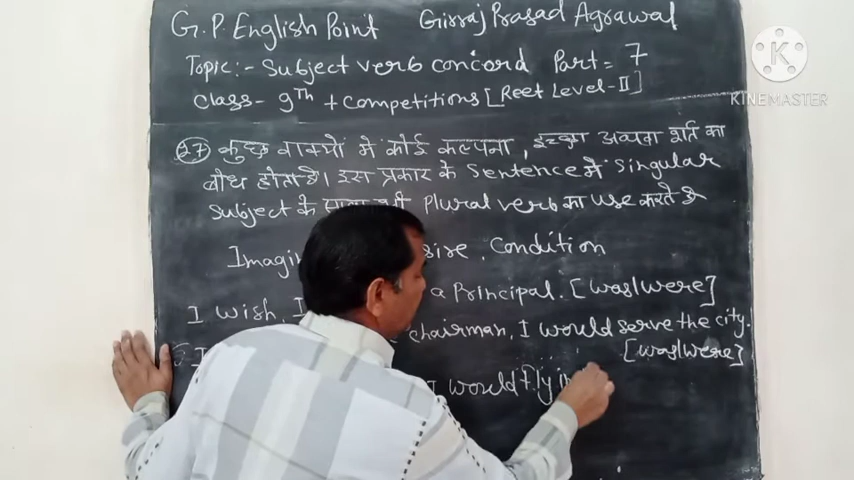 G.P. English Point Girraj Prasad Agrawal
Topic:- Subject verb concord Part = 7
Class- 9th + Competitions [Reet Level-II]
27 कुछ वाक्यों में कोई कल्पना, इच्छा अथवा शर्त का
बोध होता है। इस प्रकार के Sentence में Singular
Subject के साथ भी Plural verb का use करते है
Condition
I wish, I a Principal. [was/were]
chairman, I would serve the city.
[was/were]
I would fly in
KINEMASTER